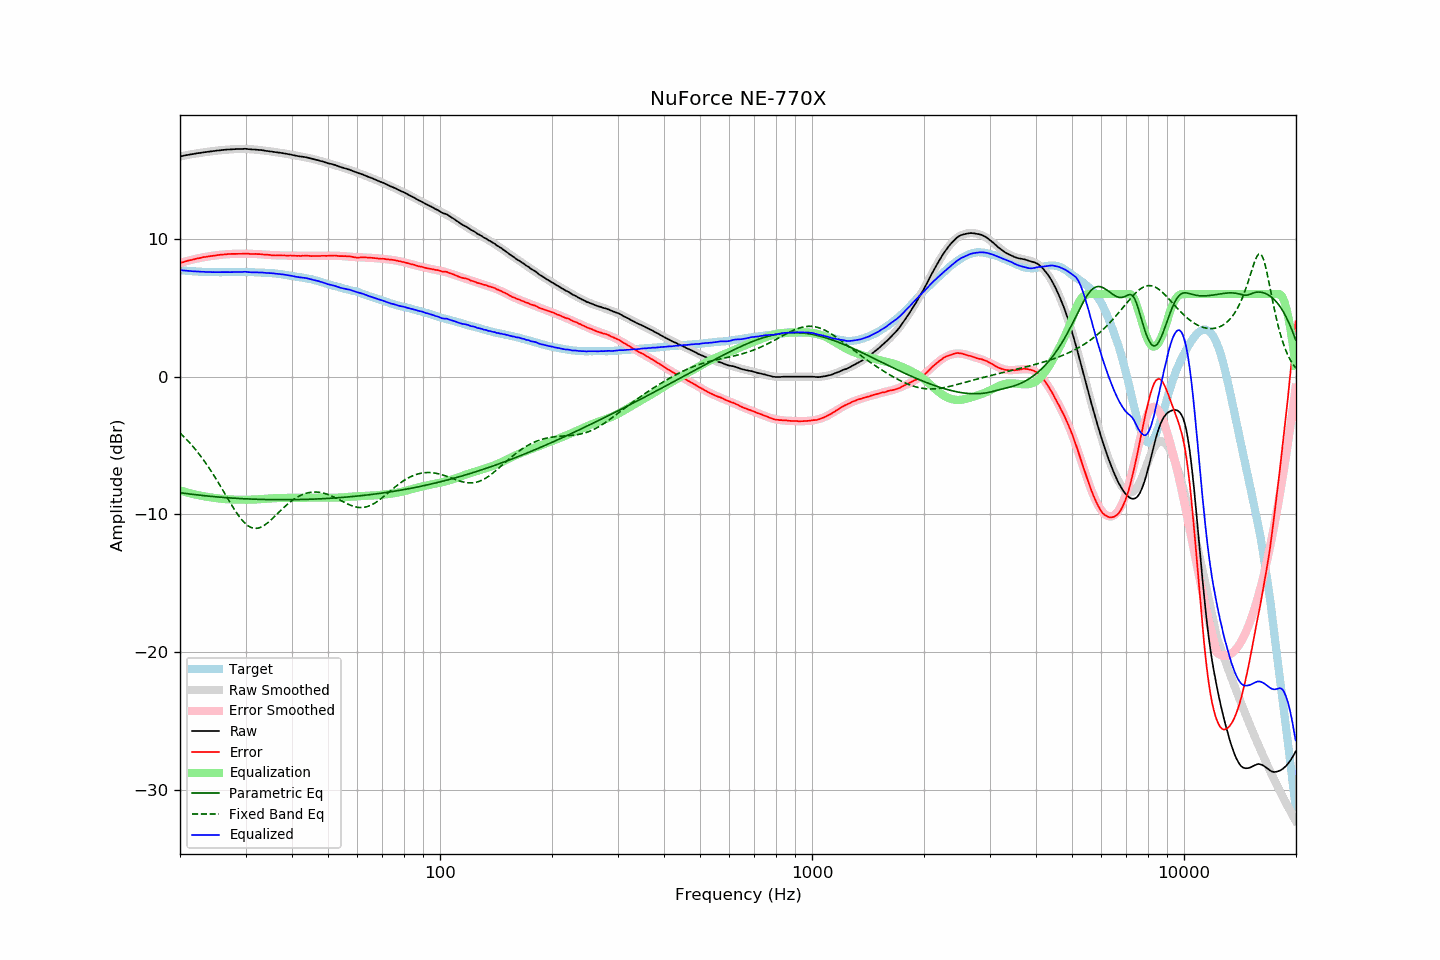 NuForce NE-770X
10
0
−10
−20
−30
Amplitude (dBr)
Target
Raw Smoothed
Error Smoothed
Raw
Error
Equalization
Parametric Eq
Fixed Band Eq
Equalized
100
1000
10000
Frequency (Hz)